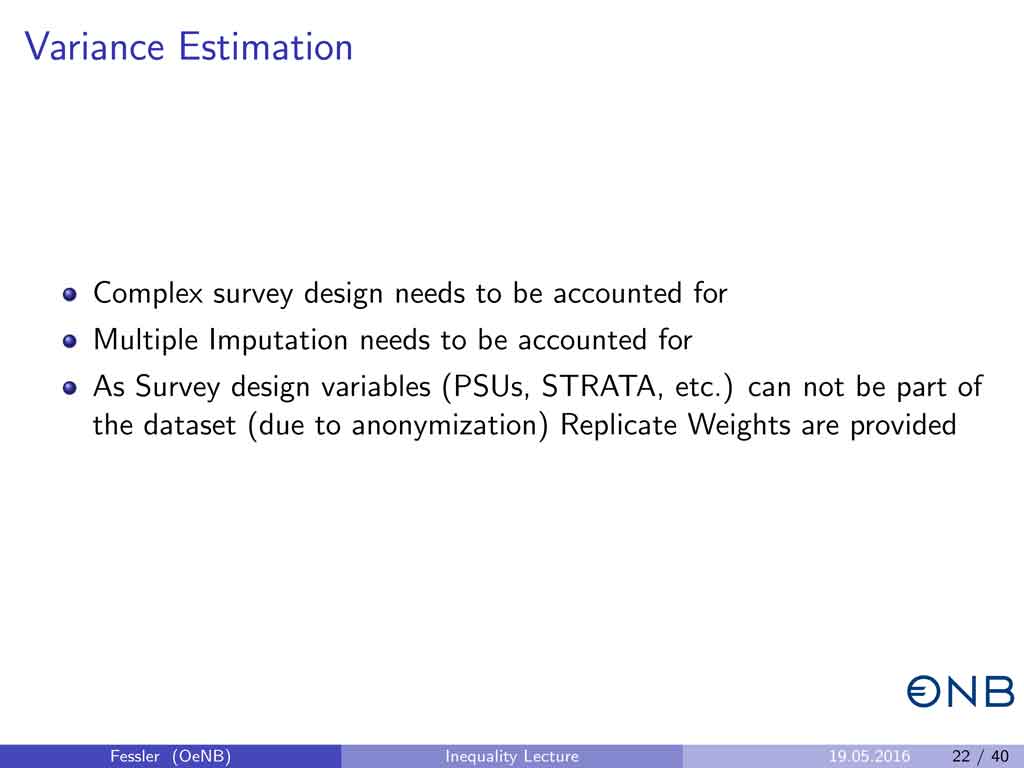 Variance Estimation
Complex survey design needs to be accounted for
Multiple Imputation needs to be accounted for
As Survey design variables (PSUs, STRATA, etc.) can not be part of
the dataset (due to anonymization) Replicate Weights are provided
ONB
Fessler (OeNB) Inequality Lecture 19.05.2016 22 / 40